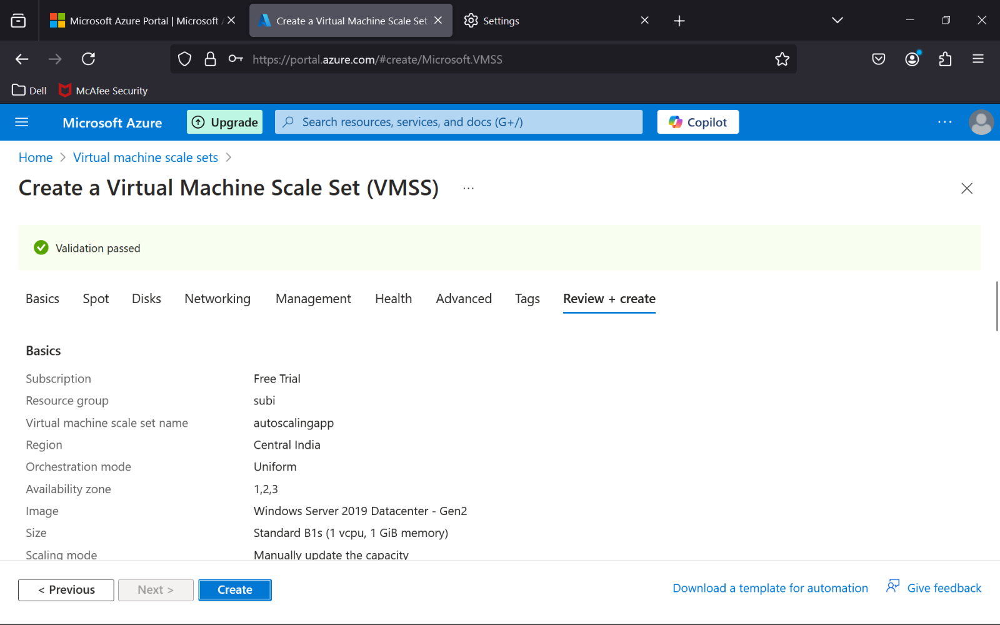 Microsoft Azure Portal | Microsoft A
Create a Virtual Machine Scale Set
Settings
https://portal.azure.com/#create/Microsoft.VMSS
Dell
McAfee Security
Microsoft Azure
Upgrade
Search resources, services, and docs (G+/)
Copilot
Home > Virtual machine scale sets >
Create a Virtual Machine Scale Set (VMSS) ...
Validation passed
Basics Spot Disks Networking Management Health Advanced Tags Review + create
Basics
Subscription Free Trial
Resource group subi
Virtual machine scale set name autoscalingapp
Region Central India
Orchestration mode Uniform
Availability zone 1,2,3
Image Windows Server 2019 Datacenter - Gen2
Size Standard B1s (1 vcpu, 1 GiB memory)
Scaling mode Manually update the capacity
< Previous Next > Create Download a template for automation Give feedback